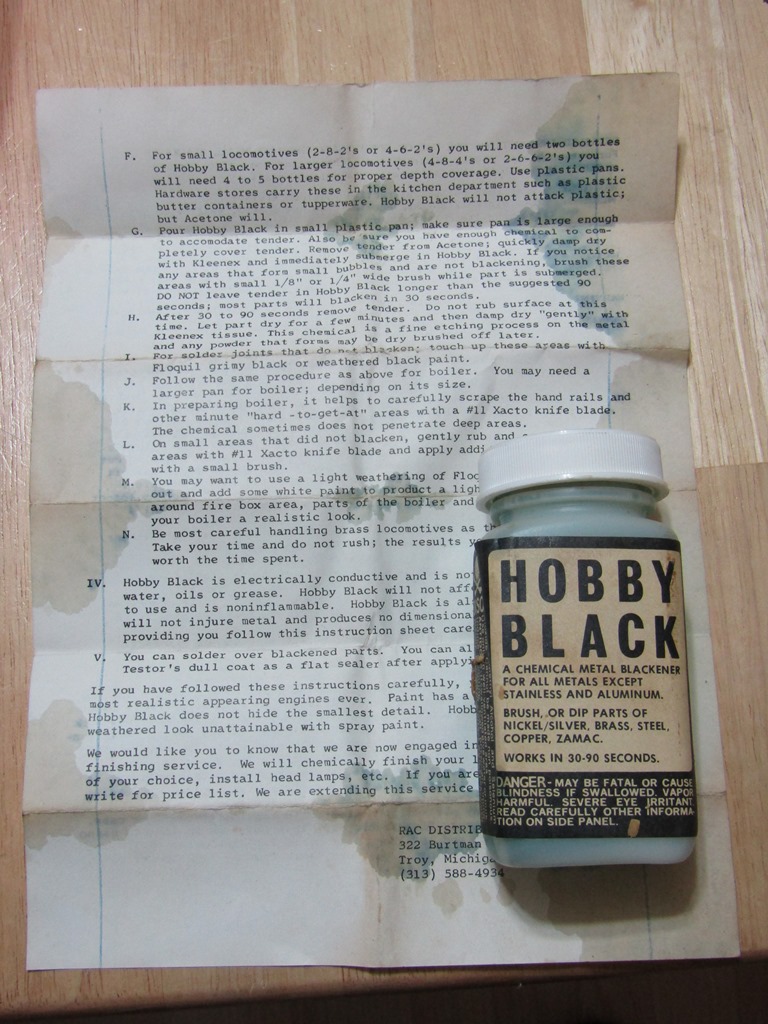 F. For small locomotives (2-8-2's or 4-6-2's) you will need two bottles
of Hobby Black. For larger locomotives (4-8-4's or 2-6-6-2's) you
will need 4 to 5 bottles for proper depth coverage. Use plastic pans.
Hardware stores carry these in the kitchen department such as plastic
butter containers or tupperware. Hobby Black will not attack plastic;
but Acetone will.
G. Pour Hobby Black in small plastic pan; make sure pan is large enough
to accomodate tender. Also be sure you have enough chemical to com-
pletely cover tender. Remove tender from Acetone; quickly damp dry
with Kleenex and immediately submerge in Hobby Black. If you notice
any areas that form small bubbles and are not blackening, brush these
areas with small 1/8" or 1/4" wide brush while part is submerged.
DO NOT leave tender in Hobby Black longer than the suggested 90
seconds; most parts will blacken in 30 seconds.
H. After 30 to 90 seconds remove tender. Do not rub surface at this
time. Let part dry for a few minutes and then damp dry "gently" with
Kleenex tissue. This chemical is a fine etching process on the metal
and any powder that forms may be dry brushed off later.
I. For solder joints that do not blacken; touch up these areas with
Floquil grimy black or weathered black paint.
J. Follow the same procedure as above for boiler. You may need a
larger pan for boiler; depending on its size.
K. In preparing boiler, it helps to carefully scrape the hand rails and
other minute "hard -to-get-at" areas with a #11 Xacto knife blade.
The chemical sometimes does not penetrate deep areas.
L. On small areas that did not blacken, gently rub and
areas with #11 Xacto knife blade and apply
with a small brush.
M. You may want to use a light weathering of
out and add some white paint to product a
around fire box area, parts of the boiler and
your boiler a realistic look.
N. Be most careful handling brass locomotives as
Take your time and do not rush; the results
worth the time spent.
IV. Hobby Black is electrically conductive and is
water, oils or grease. Hobby Black will not
to use and is noninflammable. Hobby Black is
will not injure metal and produces no
providing you follow this instruction sheet
V. You can solder over blackened parts. You can
Testor's dull coat as a flat sealer after
If you have followed these instructions carefully,
most realistic appearing engines ever. Paint has a
Hobby Black does not hide the smallest detail.
weathered look unattainable with spray paint.
We would like you to know that we are now engaged in
finishing service. We will chemically finish your
of your choice, install head lamps, etc. If you are
write for price list. We are extending this service
RAC
322 Burtman
Troy,
(313) 588-4934
HOBBY
BLACK
A CHEMICAL METAL BLACKENER
FOR ALL METALS EXCEPT
STAINLESS AND ALUMINUM.
BRUSH, OR DIP PARTS OF
NICKEL/SILVER, BRASS, STEEL,
COPPER, ZAMAC.
WORKS IN 30-90 SECONDS.
DANGER-MAY BE FATAL OR CAUSE
BLINDNESS IF SWALLOWED. VAPOR
HARMFUL. SEVERE EYE IRRITANT.
READ CAREFULLY OTHER INFORMA-
TION ON SIDE PANEL.